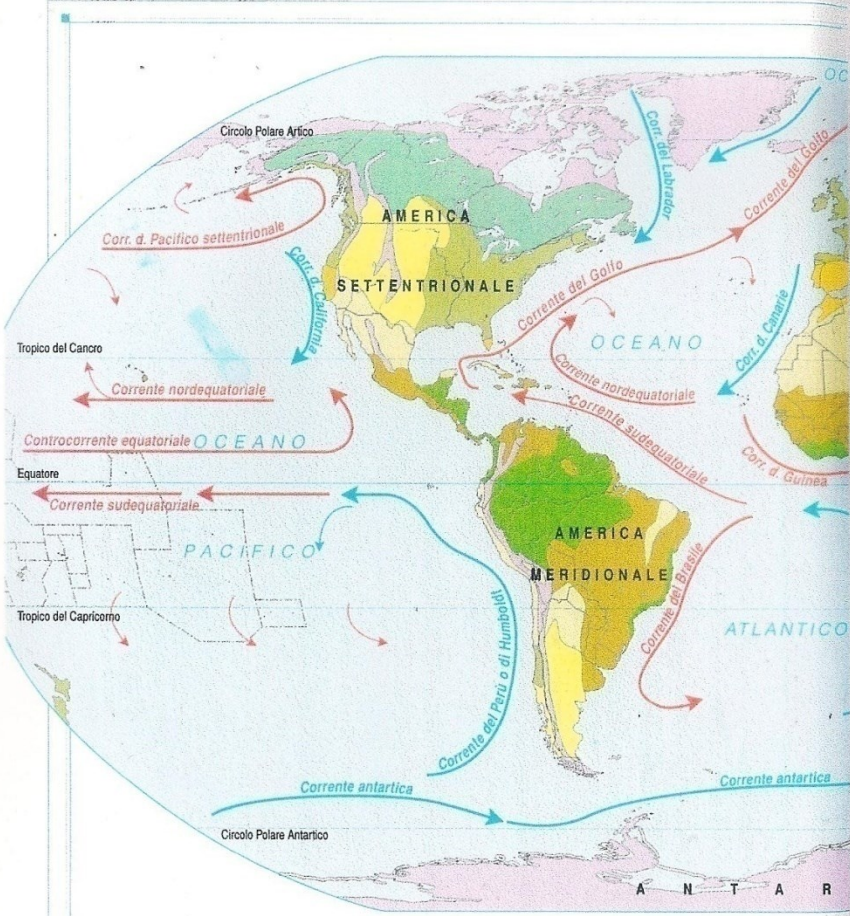 OC
Circolo Polare Artico
Corr. del Labrador
Corrente del Golfo
AMERICA
Corr. d. Pacifico settentrionale
Corr. d. California
SETTENTRIONALE
Corrente del Golfo
OCEANO
Corr. d. Canarie
Tropico del Cancro
Corrente nordequatoriale
Corrente nordequatoriale
Controcorrente equatoriale
OCEANO
Corrente sudequatoriale
Corr. d. Guinea
Equatore
Corrente sudequatoriale
AMERICA
PACIFICO
MERIDIONALE
Corrente del Brasile
Tropico del Capricorno
ATLANTICO
Corrente del Perù o di Humboldt
Corrente antartica
Corrente antartica
Circolo Polare Antartico
ANTAR